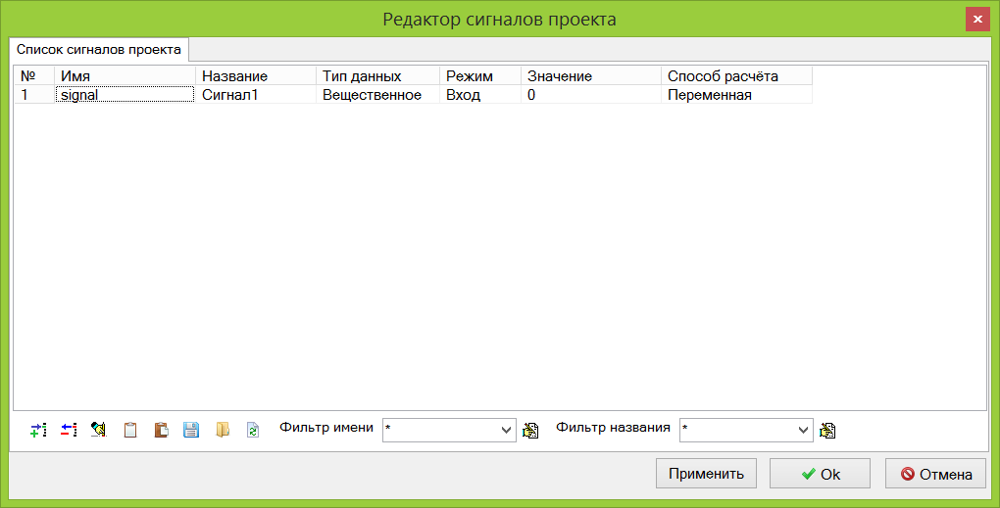 Редактор сигналов проекта
Список сигналов проекта
№ Имя Название Тип данных Режим Значение Способ расчёта
1 signal Сигнал1 Вещественное Вход 0 Переменная
Фильтр имени * Фильтр названия *
Применить Ok Отмена